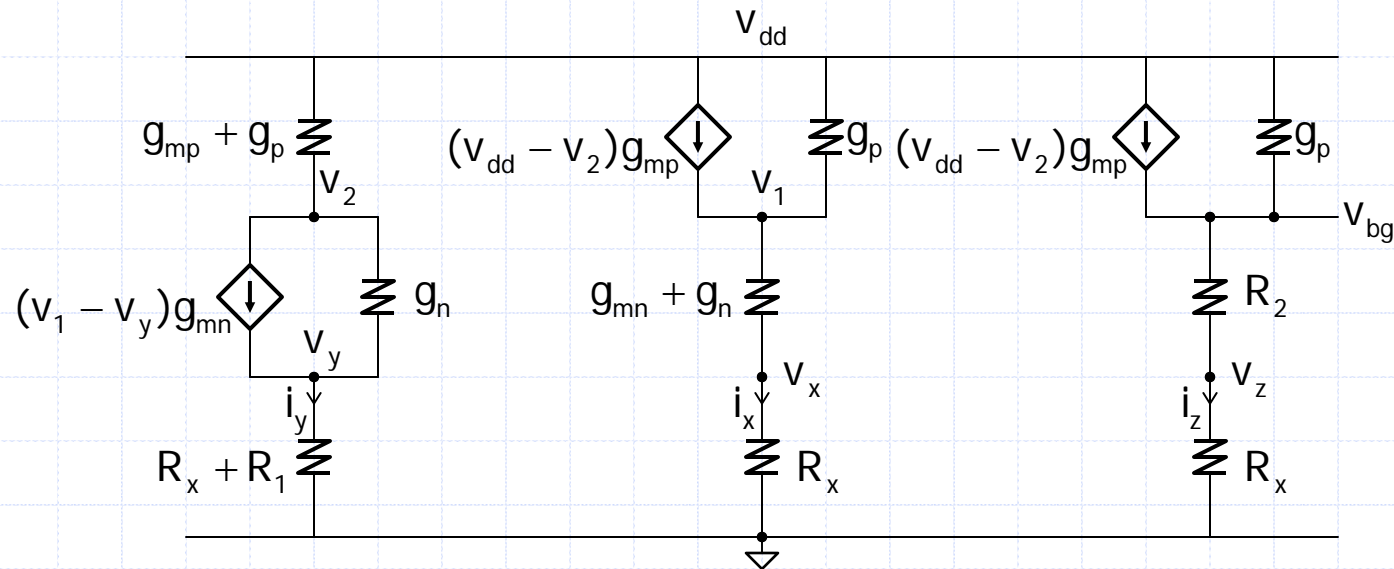 v_dd
g_mp + g_p
(v_dd − v_2)g_mp
g_p
(v_dd − v_2)g_mp
g_p
v_2
v_1
v_bg
(v_1 − v_y)g_mn
g_n
g_mn + g_n
R_2
v_y
v_x
v_z
i_y
i_x
i_z
R_x + R_1
R_x
R_x